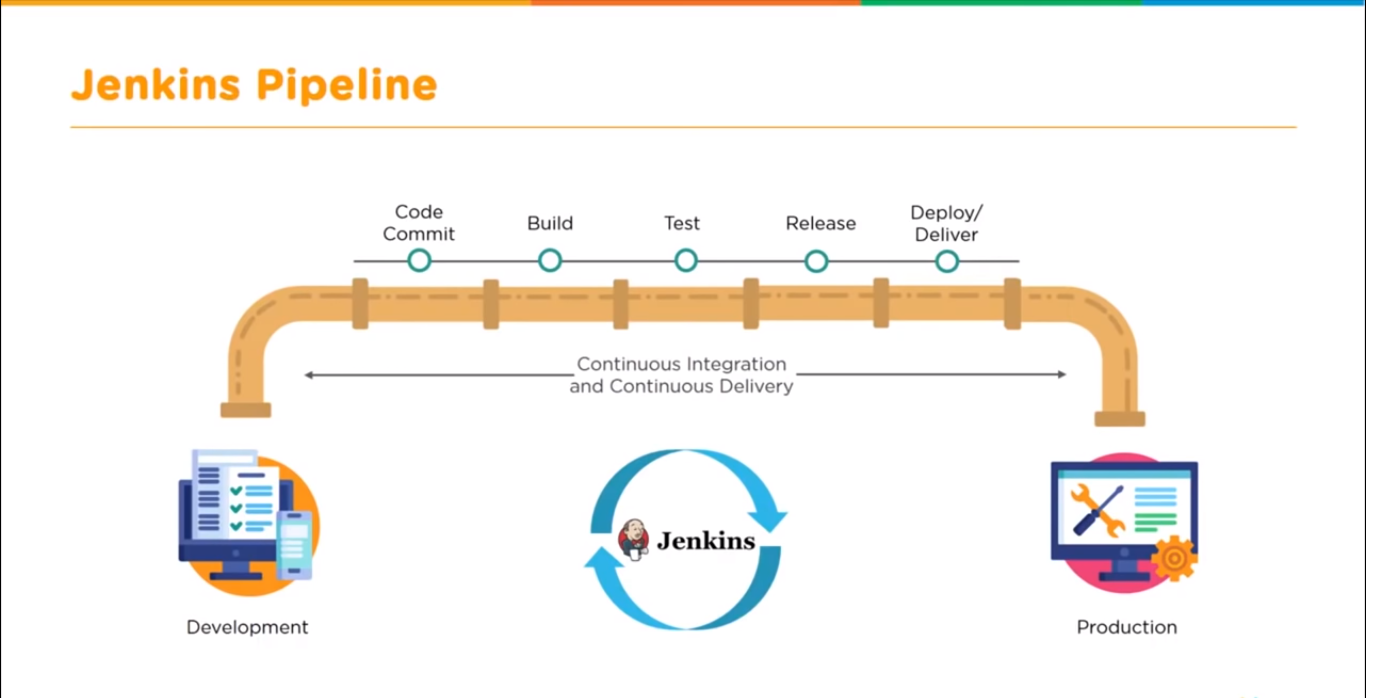 Jenkins Pipeline
Code
Commit
Build
Test
Release
Deploy/
Deliver
Continuous Integration
and Continuous Delivery
Jenkins
Development
Production